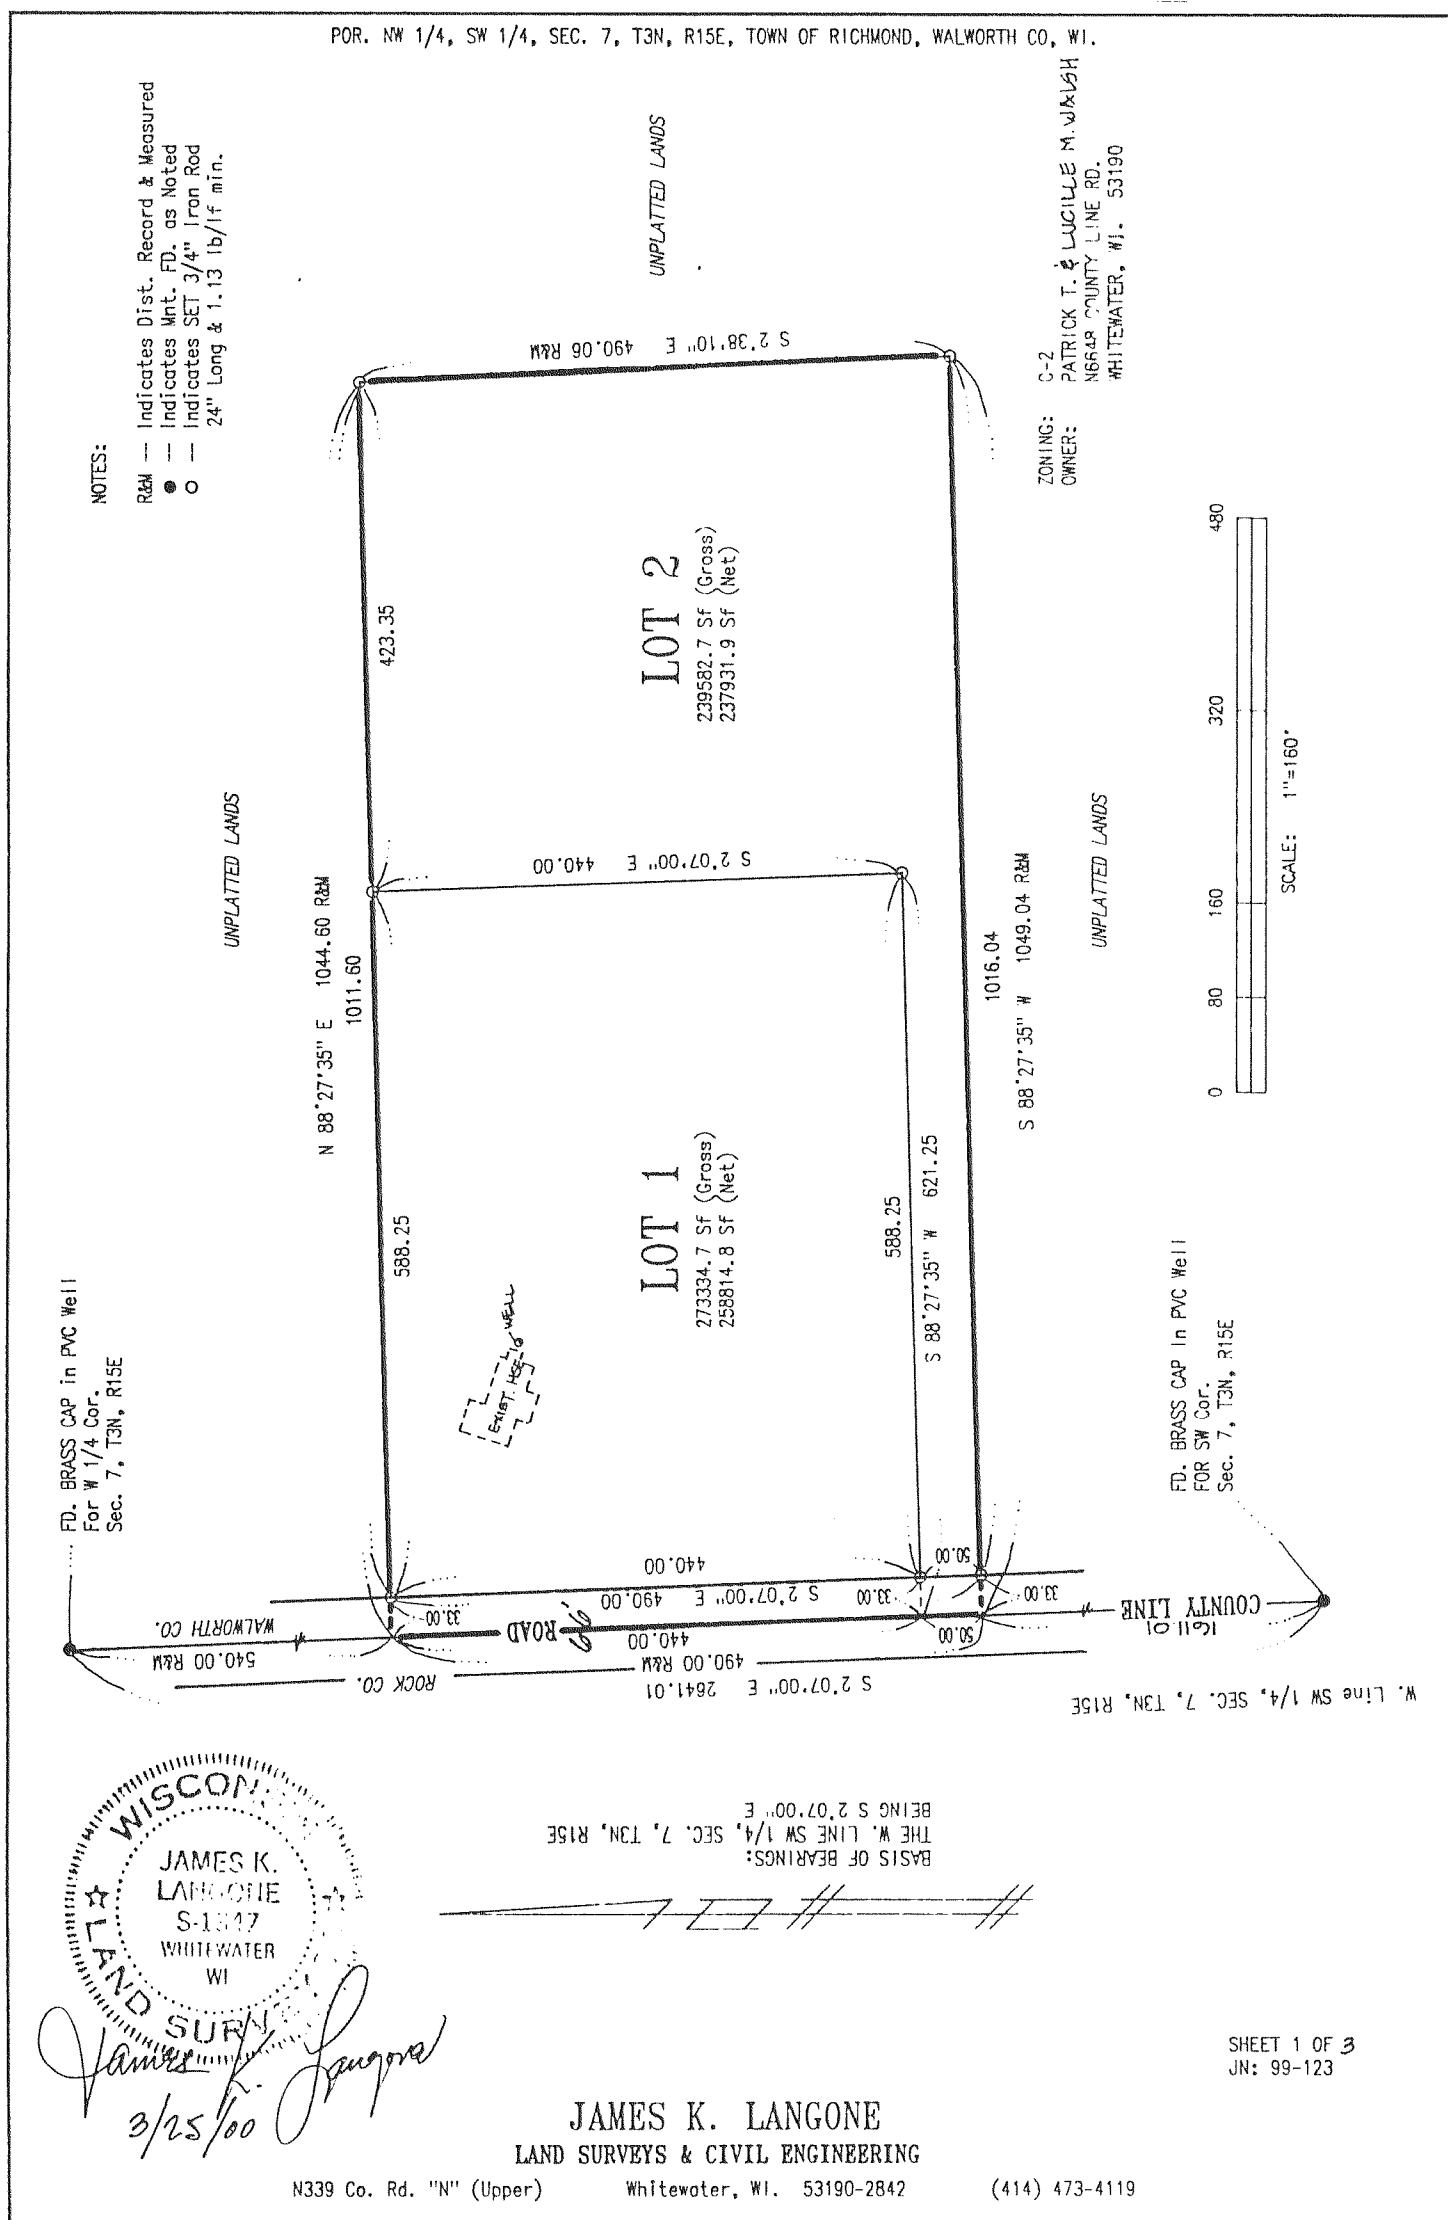 POR. NW 1/4, SW 1/4, SEC. 7, T3N, R15E, TOWN OF RICHMOND, WALWORTH CO, WI.
NOTES:
R&M — Indicates Dist. Record & Measured
● — Indicates Mnt. FD. as Noted
○ — Indicates SET 3/4" Iron Rod
24" Long & 1.13 lb/lf min.
UNPLATTED LANDS
S 2°38'10" E 490.06 R&M
ZONING: C-2
OWNER: PATRICK T. & LUCILLE M. WALSH
COUNTY LINE RD.
WHITEWATER, WI. 53190
423.35
LOT 2
239582.7 Sf (Gross)
237931.9 Sf (Net)
UNPLATTED LANDS
N 88°27'35" E 1044.60 R&M
1011.60
S 2°07'00" E 440.00
588.25
LOT 1
273334.7 Sf (Gross)
258814.8 Sf (Net)
EXIST. HSE
WELL
588.25
S 88°27'35" W 621.25
1016.04
S 88°27'35" W 1049.04 R&M
UNPLATTED LANDS
0 80 160 320 480
SCALE: 1"=160'
FD. BRASS CAP in PVC Well
For W 1/4 Cor.
Sec. 7, T3N, R15E
FD. BRASS CAP in PVC Well
FOR SW Cor.
Sec. 7, T3N, R15E
440.00
50.00
S 2°07'00" E 490.00
33.00
33.00
33.00
WALWORTH CO.
ROAD
66'
440.00
50.00
COUNTY LINE
1611.01
540.00 R&M
490.00 R&M
ROCK CO.
S 2°07'00" E 2641.01
W. Line SW 1/4, SEC. 7, T3N, R15E
BASIS OF BEARINGS:
THE W. LINE SW 1/4, SEC. 7, T3N, R15E
BEING S 2°07'00" E
N
WISCON
JAMES K.
LANGONE
WHITEWATER
WI
LAND SURV
James K. Langone
3/25/00
SHEET 1 OF 3
JN: 99-123
JAMES K. LANGONE
LAND SURVEYS & CIVIL ENGINEERING
N339 Co. Rd. "N" (Upper) Whitewater, WI. 53190-2842 (414) 473-4119